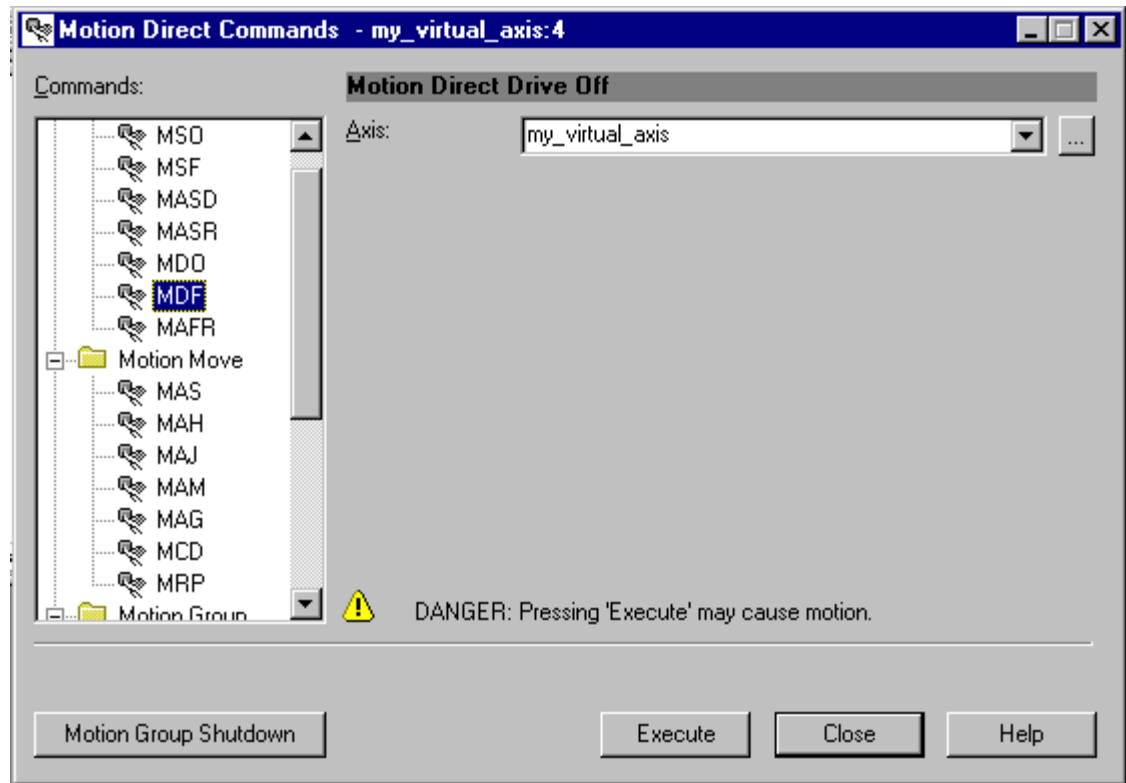 Motion Direct Commands - my_virtual_axis:4
Commands:
MSO
MSF
MASD
MASR
MDO
MDF
MAFR
Motion Move
MAS
MAH
MAJ
MAM
MAG
MCD
MRP
Motion Group
Motion Direct Drive Off
Axis:
my_virtual_axis
...
DANGER: Pressing 'Execute' may cause motion.
Motion Group Shutdown
Execute
Close
Help